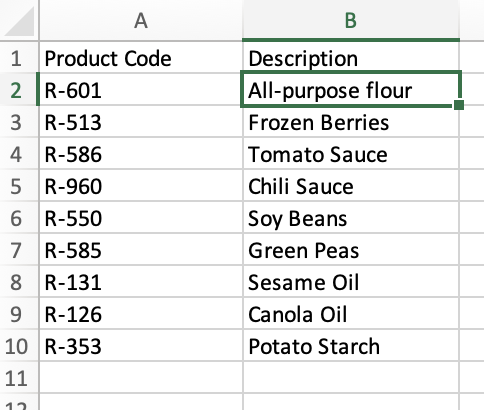 A B
1 Product Code Description
2 R-601 All-purpose flour
3 R-513 Frozen Berries
4 R-586 Tomato Sauce
5 R-960 Chili Sauce
6 R-550 Soy Beans
7 R-585 Green Peas
8 R-131 Sesame Oil
9 R-126 Canola Oil
10 R-353 Potato Starch
11
12